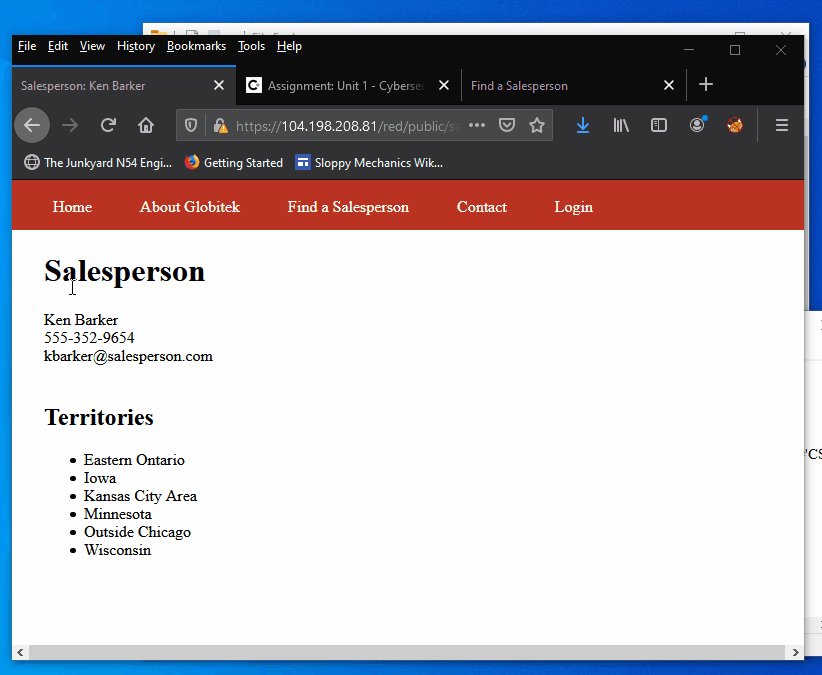 File Edit View History Bookmarks Tools Help
Salesperson: Ken Barker
Assignment: Unit 1 - Cybersec
Find a Salesperson
https://104.198.208.81/red/public/sa
The Junkyard N54 Engi...
Getting Started
Sloppy Mechanics Wik...
Home About Globitek Find a Salesperson Contact Login
Salesperson
Ken Barker
555-352-9654
kbarker@salesperson.com
Territories
Eastern Ontario
Iowa
Kansas City Area
Minnesota
Outside Chicago
Wisconsin
'CS